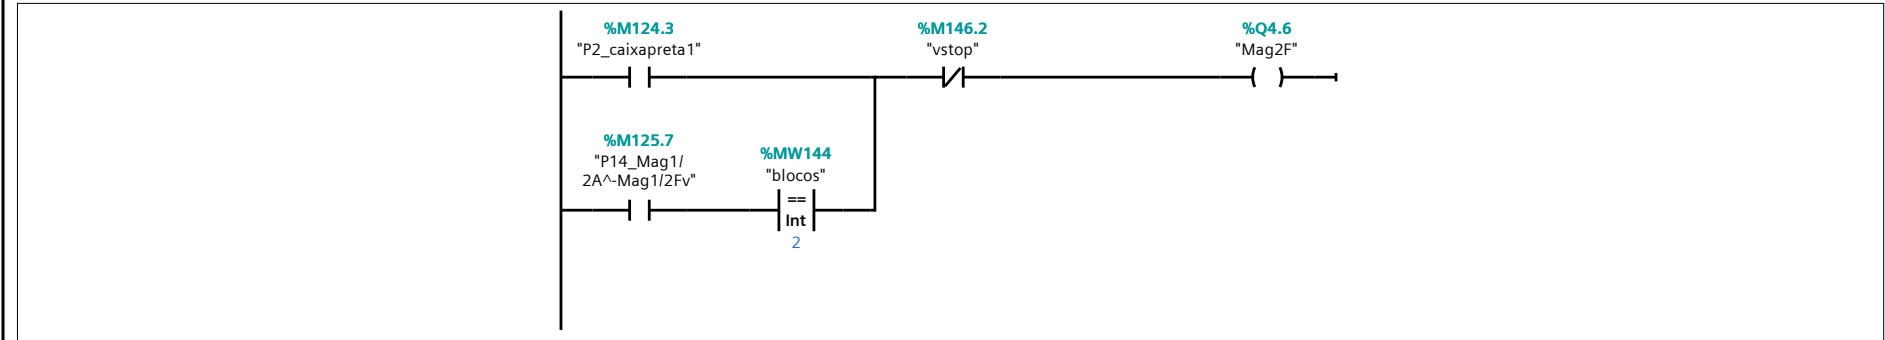 %M124.3
"P2_caixapreta1"
%M146.2
"vstop"
%Q4.6
"Mag2F"
%M125.7
"P14_Mag1/
2A^-Mag1/2Fv"
%MW144
"blocos"
==
Int
2